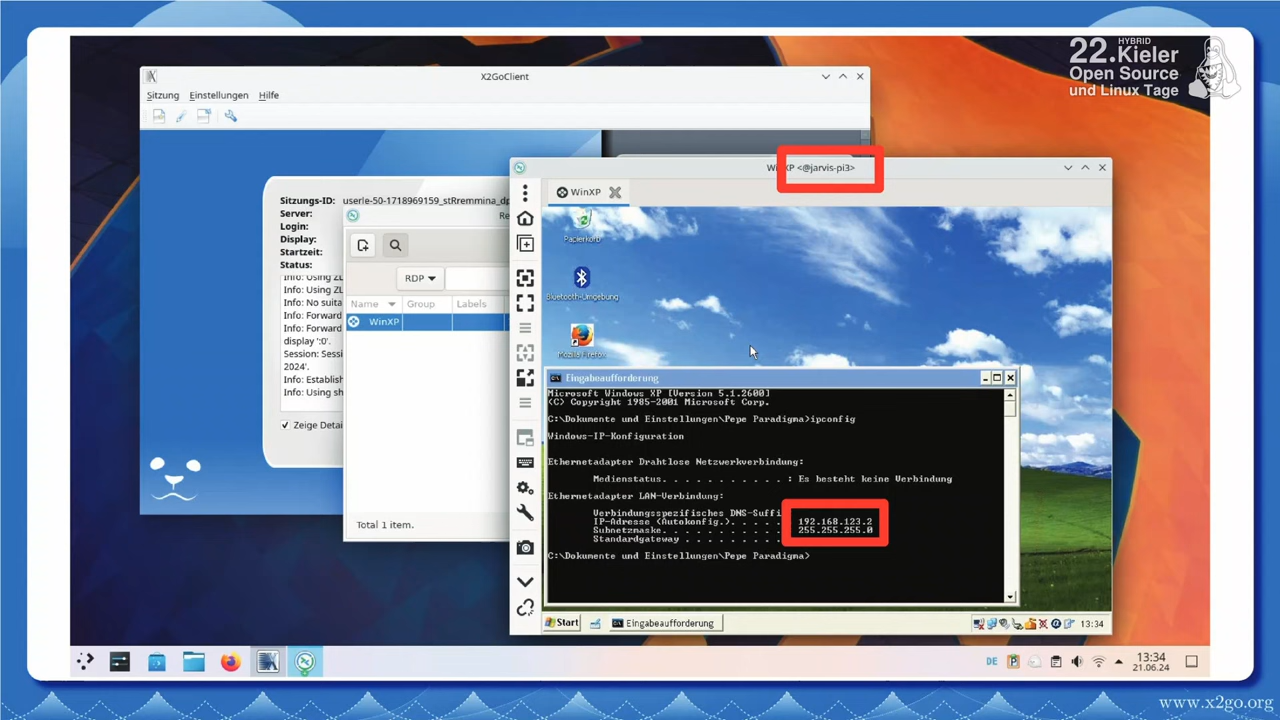 HYBRID
22.Kieler
Open Source
und Linux Tage
X2GoClient
Sitzung Einstellungen Hilfe
WinXP <@jarvis-pi3>
WinXP
Sitzungs-ID: userle-50-1718969159_stRremmina_dp
Server:
Login:
Display:
Startzeit:
Status:
Re
RDP
Name Group Labels
WinXP
Info: Using ZL
Info: Using ZL
Info: No suita
Info: Forward
Info: Forward
display ':0'.
Session: Sessi
2024'.
Info: Establish
Info: Using sh
Zeige Detai
Total 1 item.
Papierkorb
Bluetooth-Umgebung
Mozilla Firefox
Eingabeaufforderung
Microsoft Windows XP [Version 5.1.2600]
(C) Copyright 1985-2001 Microsoft Corp.
C:\Dokumente und Einstellungen\Pepe Paradigma>ipconfig
Windows-IP-Konfiguration
Ethernetadapter Drahtlose Netzwerkverbindung:
Medienstatus. . . . . . . . . . . : Es besteht keine Verbindung
Ethernetadapter LAN-Verbindung:
Verbindungsspezifisches DNS-Suffi
IP-Adresse (Autokonfig.). . . . . 192.168.123.2
Subnetzmaske. . . . . . . . . . . 255.255.255.0
Standardgateway . . . . . . . . .
C:\Dokumente und Einstellungen\Pepe Paradigma>
Start Eingabeaufforderung 13:34
DE 13:34
21.06.24
www.x2go.org